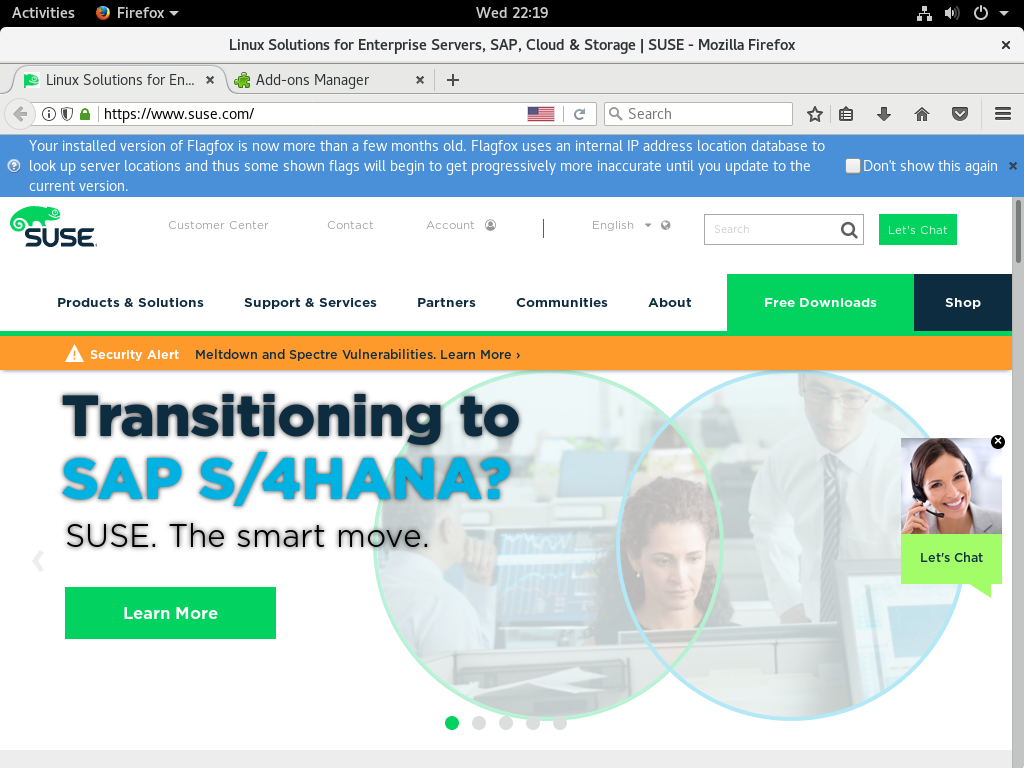 Activities Firefox Wed 22:19
Linux Solutions for Enterprise Servers, SAP, Cloud & Storage | SUSE - Mozilla Firefox
Linux Solutions for En... Add-ons Manager
https://www.suse.com/ Search
Your installed version of Flagfox is now more than a few months old. Flagfox uses an internal IP address location database to
look up server locations and thus some shown flags will begin to get progressively more inaccurate until you update to the
current version.
Don't show this again
SUSE
Customer Center Contact Account English Search Let's Chat
Products & Solutions Support & Services Partners Communities About Free Downloads Shop
Security Alert Meltdown and Spectre Vulnerabilities. Learn More ›
Transitioning to
SAP S/4HANA?
SUSE. The smart move.
Let's Chat
Learn More